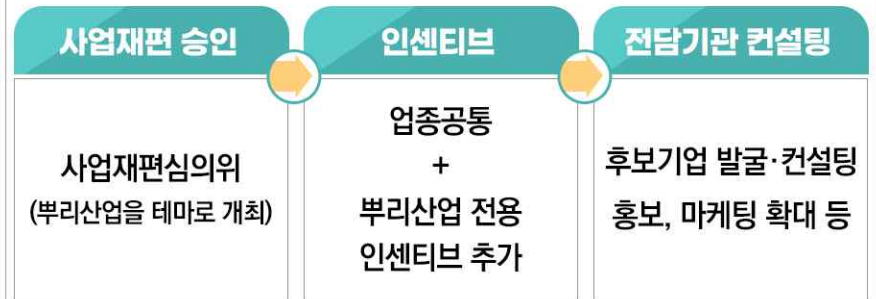 사업재편 승인
사업재편심의위
(뿌리산업을 테마로 개최)
인센티브
업종공통
+
뿌리산업 전용
인센티브 추가
전담기관 컨설팅
후보기업 발굴·컨설팅
홍보, 마케팅 확대 등